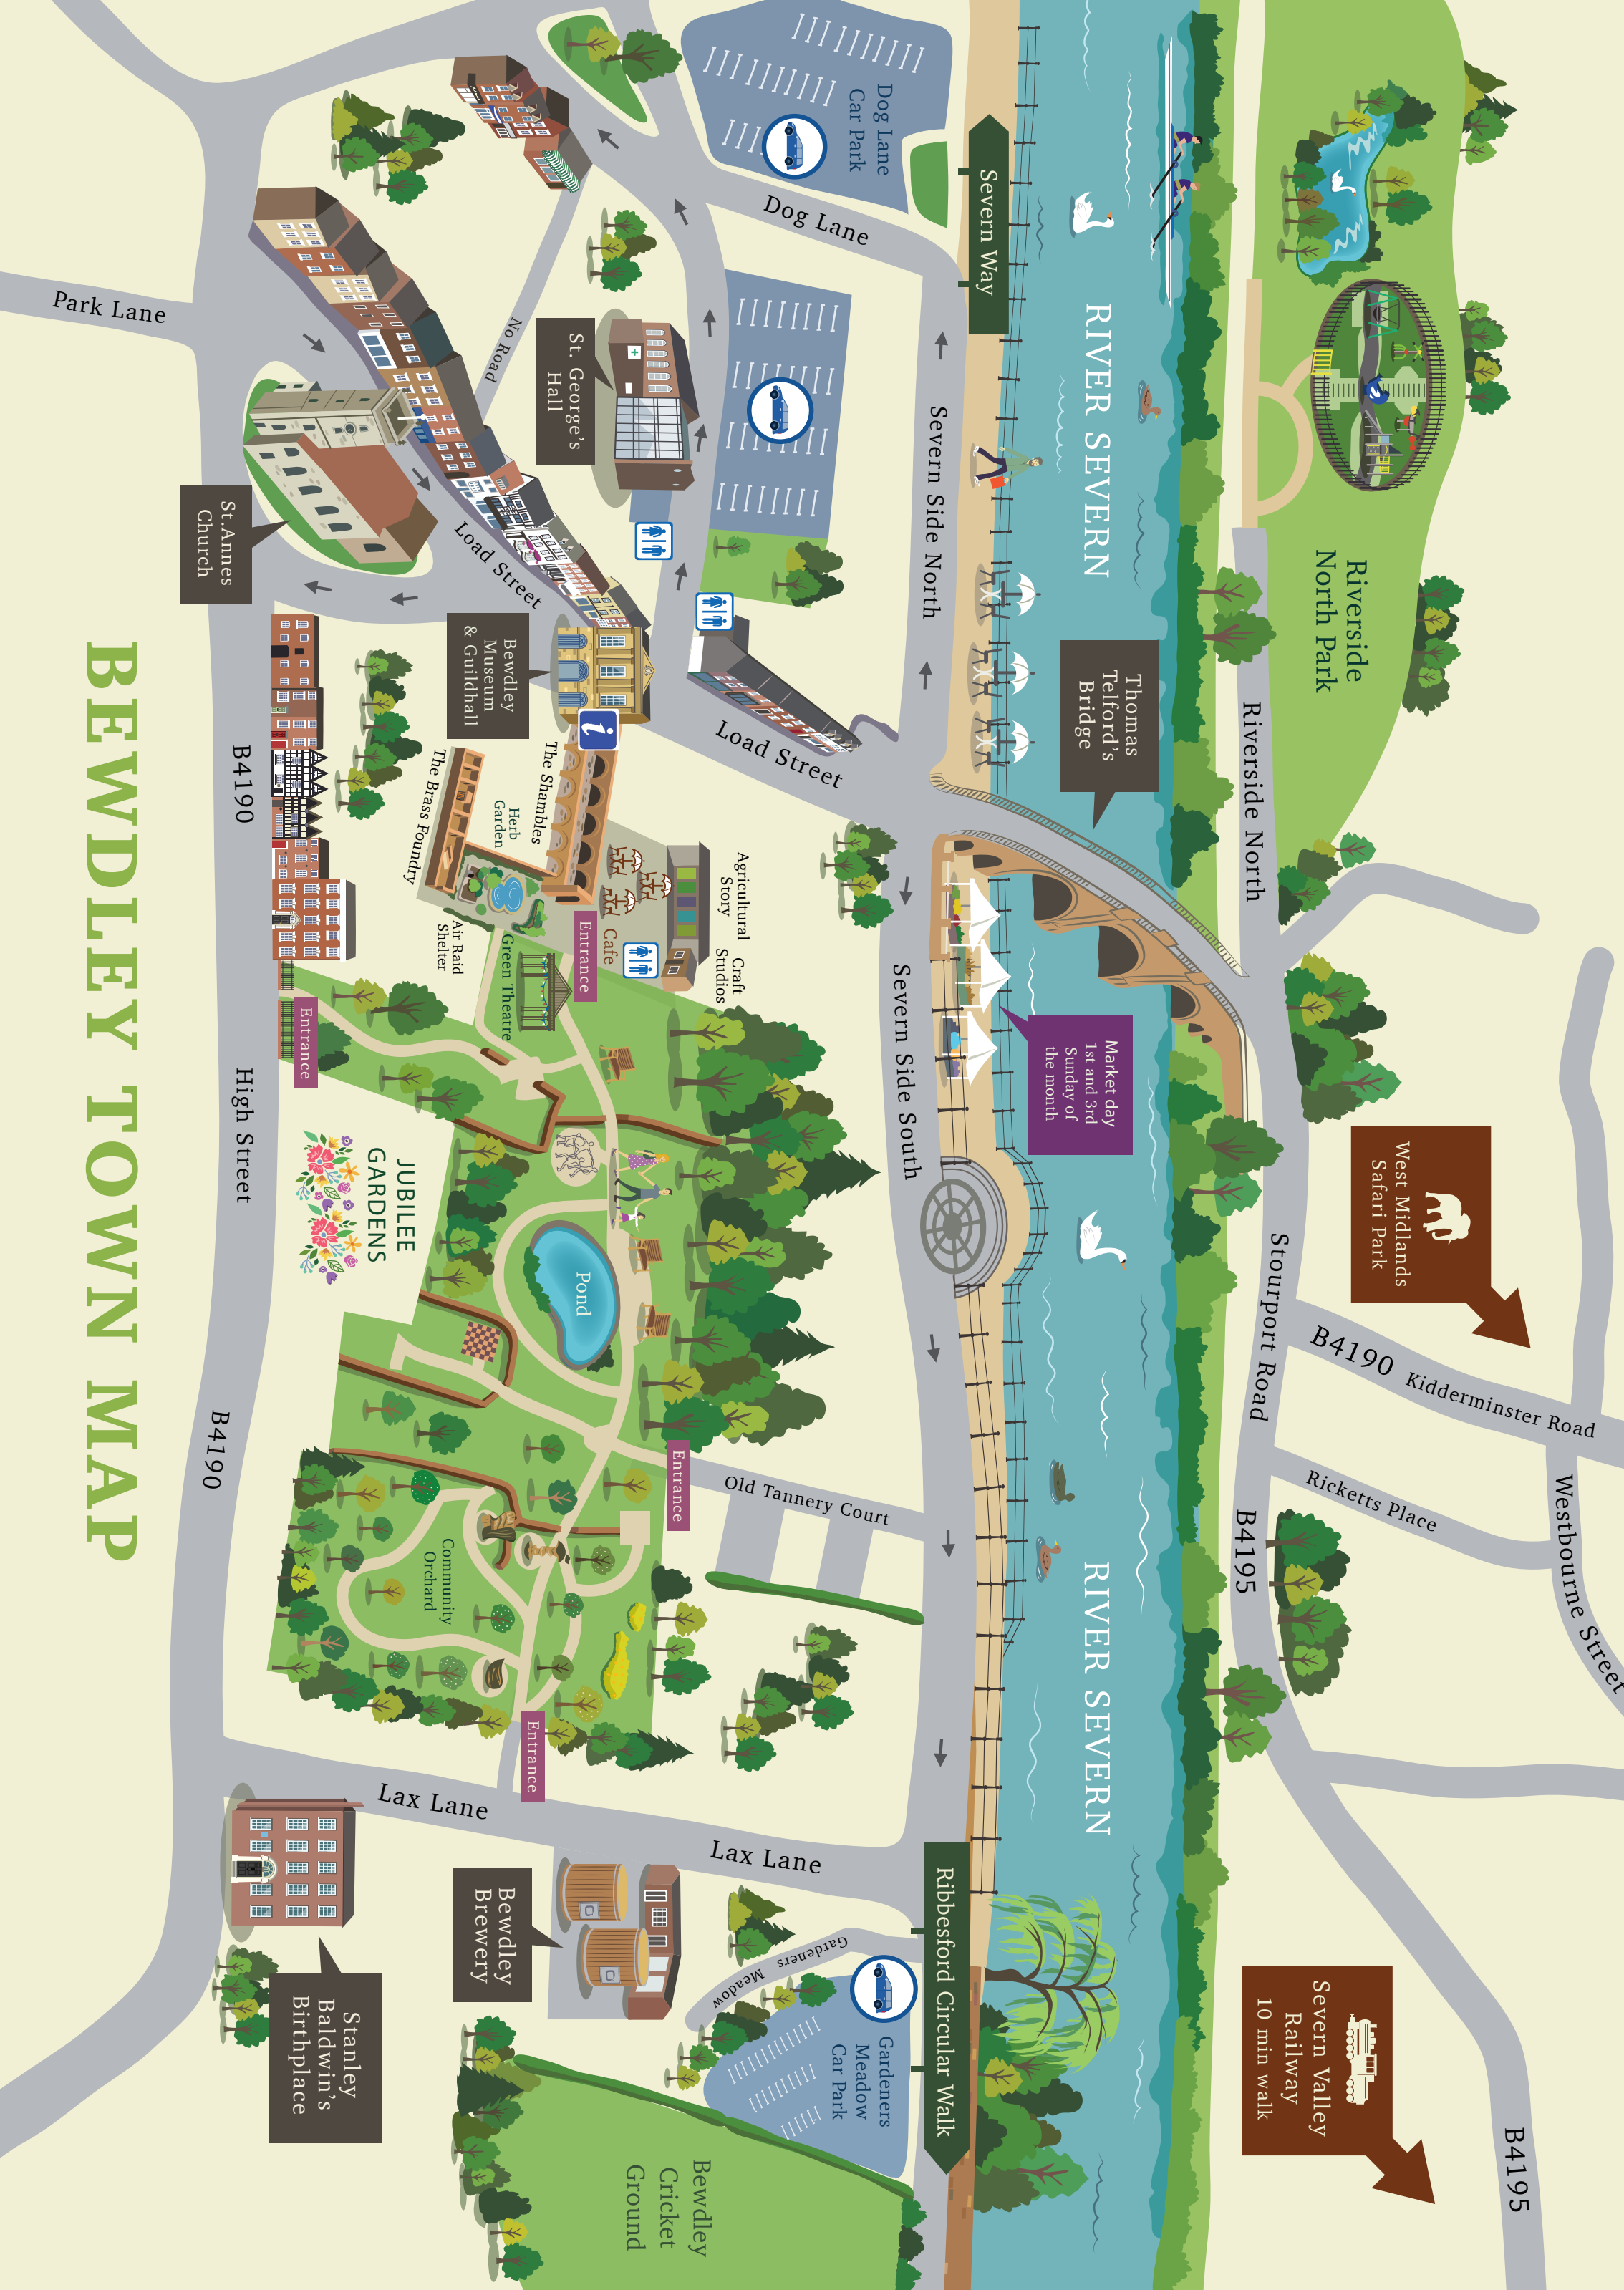 BEWDLEY TOWN MAP
West Midlands
Safari Park
Severn Valley
Railway
10 min walk
B4195
Westbourne Street
B4190 Kidderminster Road
Ricketts Place
Riverside
North Park
Riverside North
Stourport Road
B4195
Thomas
Telford's
Bridge
Market day
1st and 3rd
Sunday of
the month
RIVER SEVERN
RIVER SEVERN
Severn Way
Ribbesford Circular Walk
Severn Side North
Severn Side South
Dog Lane
Car Park
Dog Lane
Load Street
Agricultural
Story
Craft
Studios
Old Tannery Court
Entrance
Lax Lane
Gardeners Meadow
Gardeners
Meadow
Car Park
Bewdley
Cricket
Ground
St. George's
Hall
No Road
Load Street
Bewdley
Museum
& Guildhall
i
The Shambles
Herb
Garden
The Brass Foundry
Cafe
Entrance
Air Raid
Shelter
Green Theatre
Pond
Entrance
Community
Orchard
Bewdley
Brewery
Lax Lane
JUBILEE
GARDENS
Entrance
Park Lane
St.Annes
Church
B4190
High Street
B4190
Stanley
Baldwin's
Birthplace